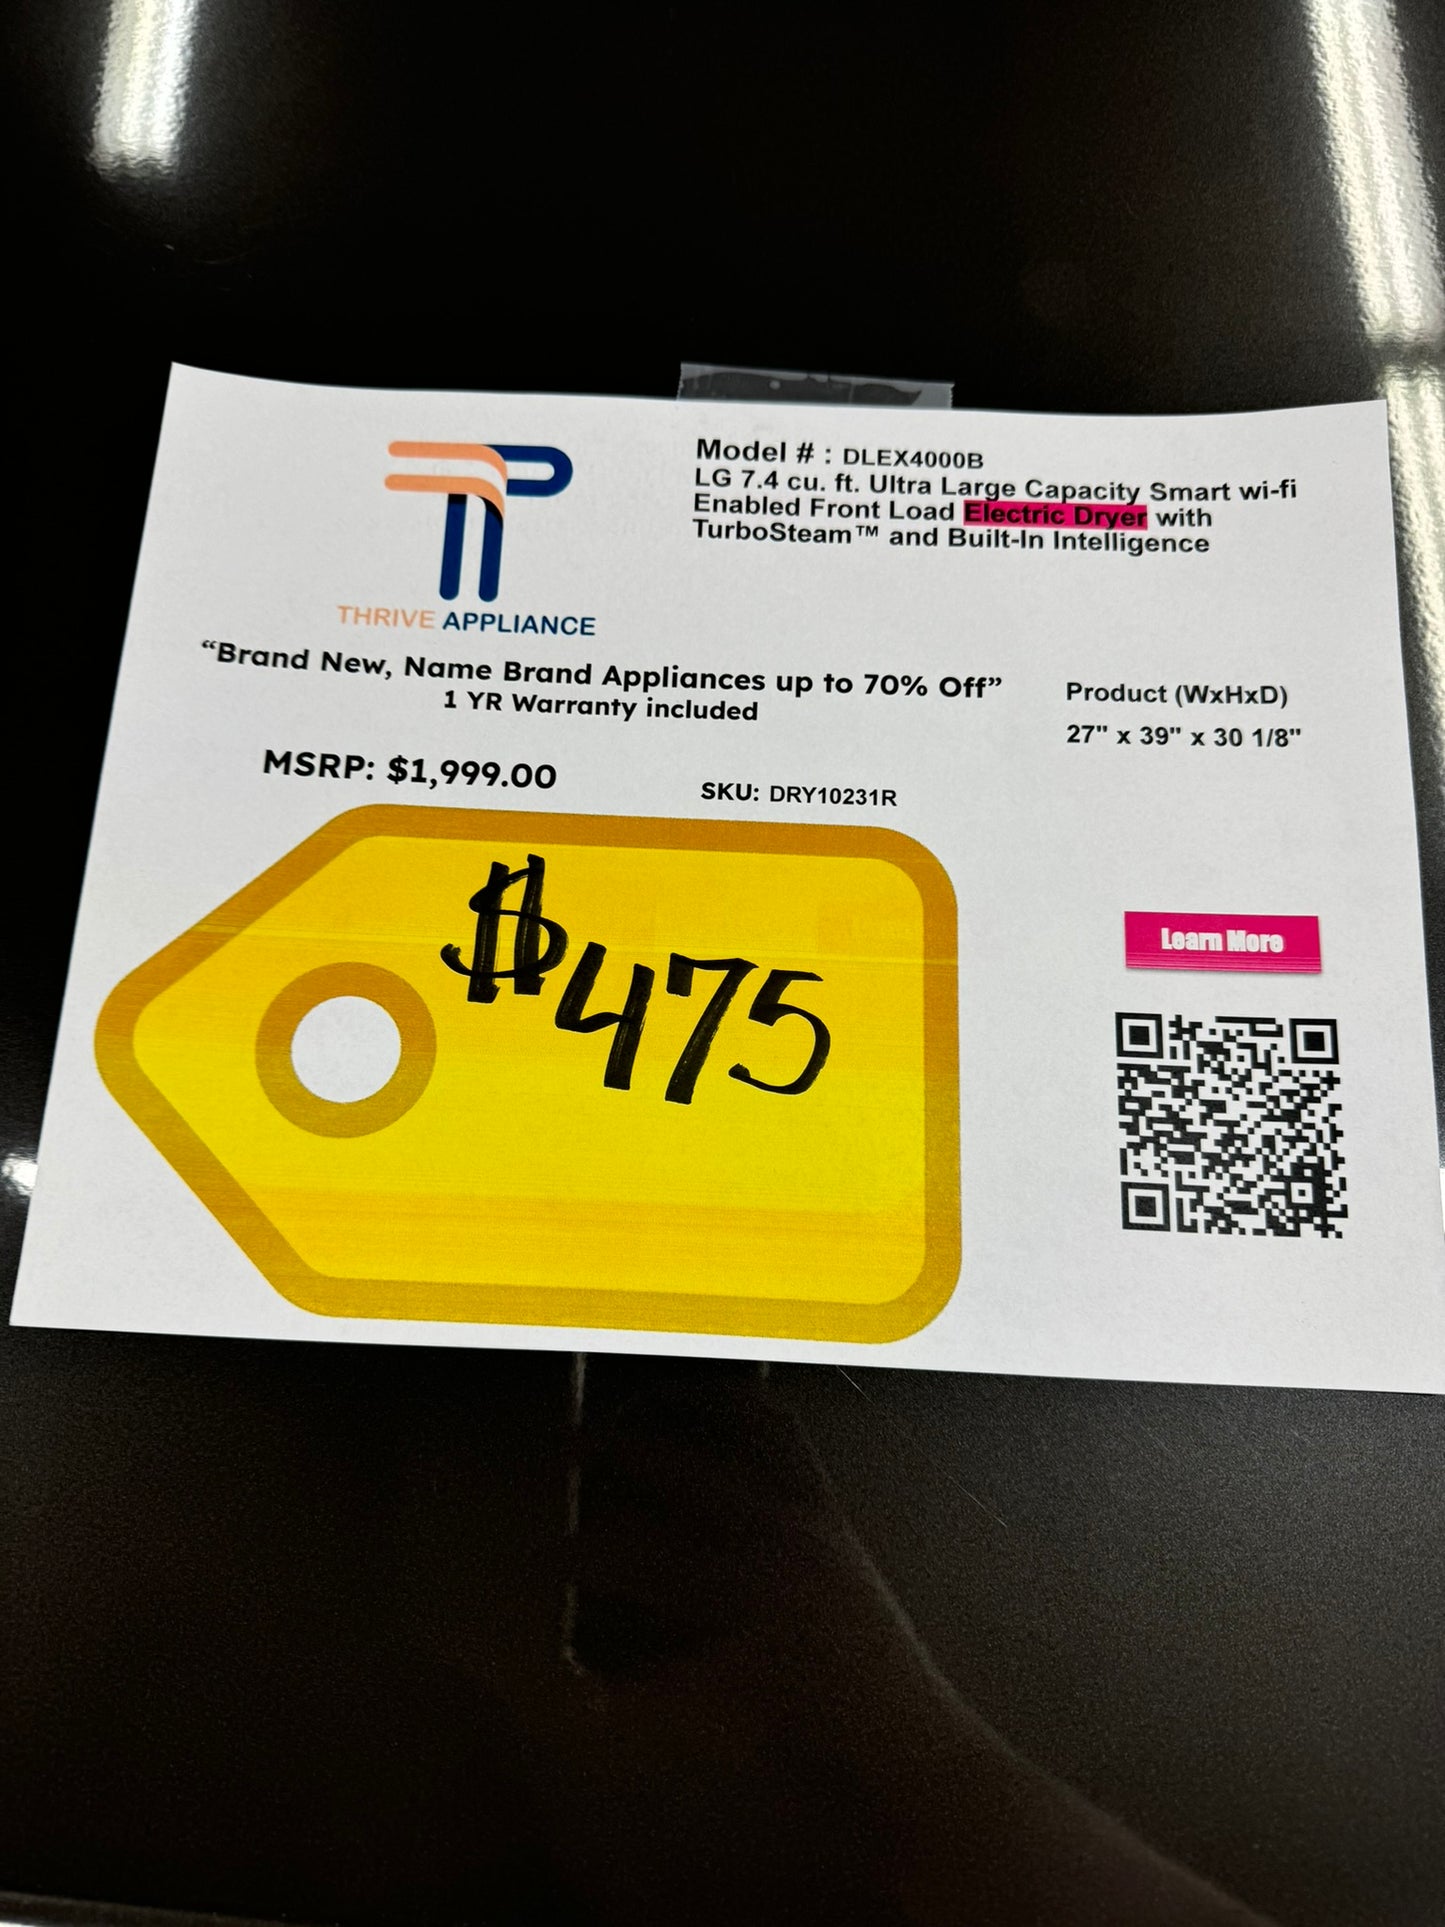 Model # : DLEX4000B
LG 7.4 cu. ft. Ultra Large Capacity Smart wi-fi
Enabled Front Load Electric Dryer with
TurboSteam™ and Built-In Intelligence
THRIVE APPLIANCE
“Brand New, Name Brand Appliances up to 70% Off”
1 YR Warranty included
Product (WxHxD)
27" x 39" x 30 1/8"
MSRP: $1,999.00
SKU: DRY10231R
$475
Learn More